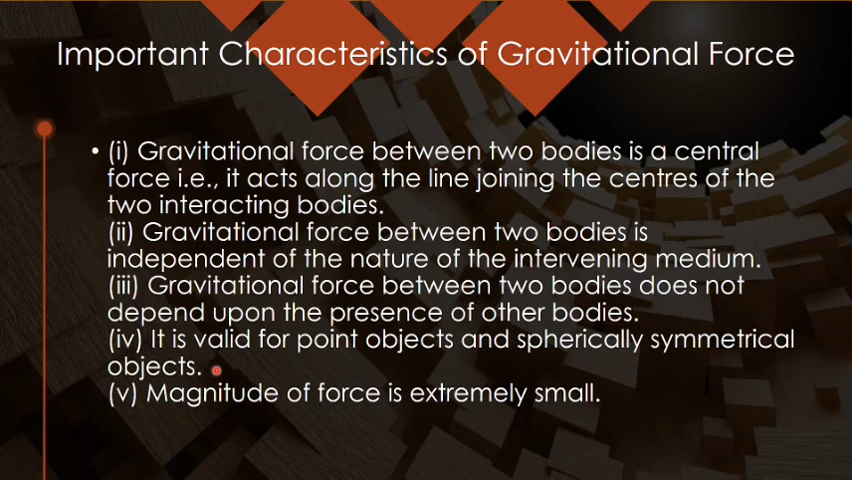 Important Characteristics of Gravitational Force
• (i) Gravitational force between two bodies is a central
force i.e., it acts along the line joining the centres of the
two interacting bodies.
(ii) Gravitational force between two bodies is
independent of the nature of the intervening medium.
(iii) Gravitational force between two bodies does not
depend upon the presence of other bodies.
(iv) It is valid for point objects and spherically symmetrical
objects.
(v) Magnitude of force is extremely small.